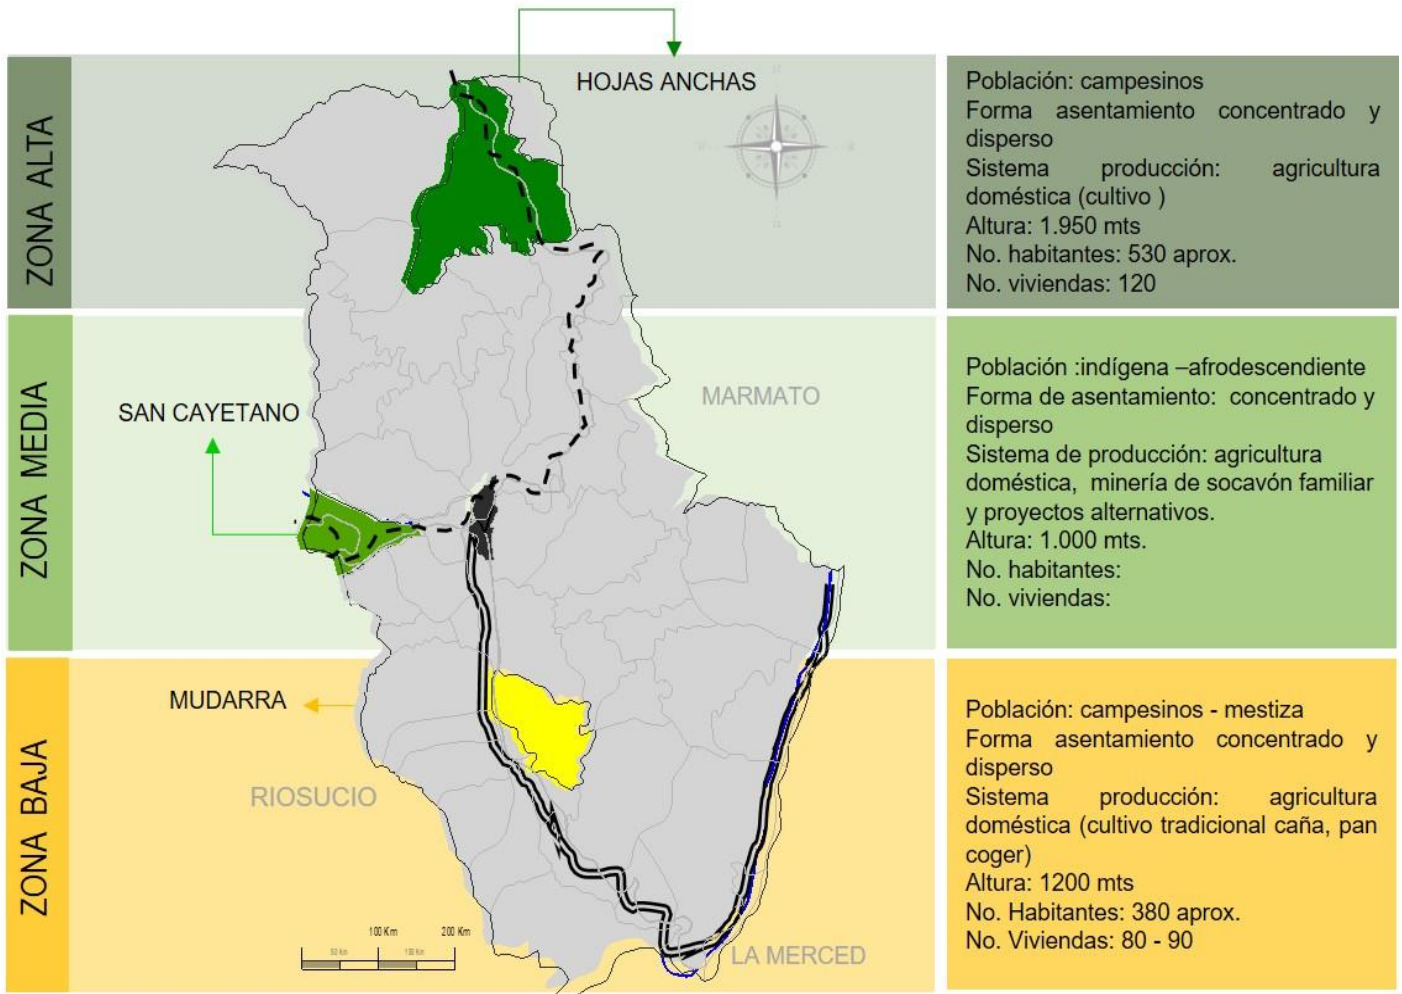 HOJAS ANCHAS
ZONA ALTA
Población: campesinos
Forma asentamiento concentrado y
disperso
Sistema producción: agricultura
doméstica (cultivo )
Altura: 1.950 mts
No. habitantes: 530 aprox.
No. viviendas: 120
ZONA MEDIA
SAN CAYETANO
MARMATO
Población :indígena –afrodescendiente
Forma de asentamiento: concentrado y
disperso
Sistema de producción: agricultura
doméstica, minería de socavón familiar
y proyectos alternativos.
Altura: 1.000 mts.
No. habitantes:
No. viviendas:
ZONA BAJA
MUDARRA
RIOSUCIO
LA MERCED
100 Km 200 Km
50 Km 150 Km
Población: campesinos - mestiza
Forma asentamiento concentrado y
disperso
Sistema producción: agricultura
doméstica (cultivo tradicional caña, pan
coger)
Altura: 1200 mts
No. Habitantes: 380 aprox.
No. Viviendas: 80 - 90